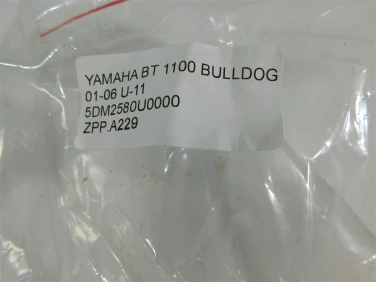 YAMAHA BT 1100 BULLDOG
01-06 U-11
5DM2580U0000
ZPP.A229